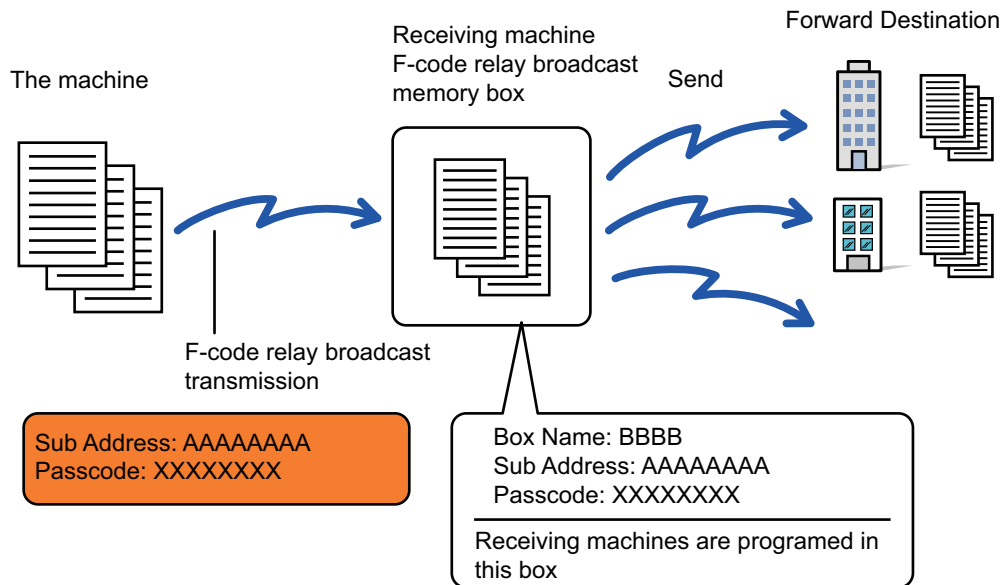 Forward Destination
Receiving machine
F-code relay broadcast
memory box
Send
The machine
F-code relay broadcast
transmission
Sub Address: AAAAAAAA
Passcode: XXXXXXXX
Box Name: BBBB
Sub Address: AAAAAAAA
Passcode: XXXXXXXX
Receiving machines are programed in
this box